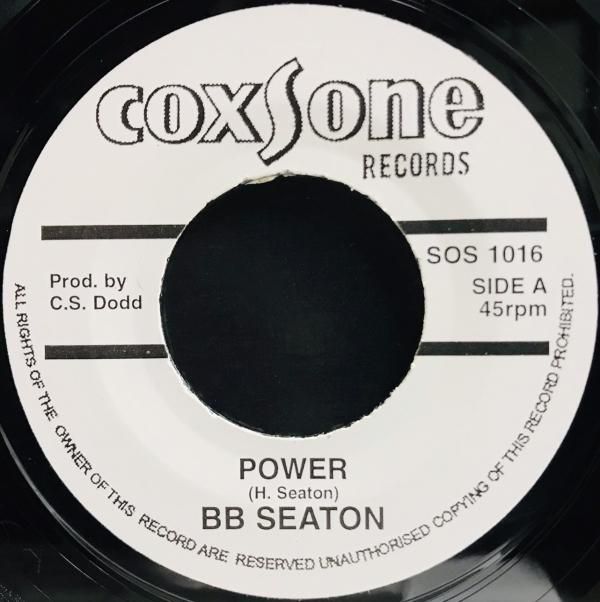 coxsone
RECORDS
SOS 1016
Prod. by
C.S. Dodd
SIDE A
45rpm
POWER
(H. Seaton)
BB SEATON
ALL RIGHTS OF THE OWNER OF THIS RECORD ARE RESERVED UNAUTHORISED COPYING OF THIS RECORD PROHIBITED.